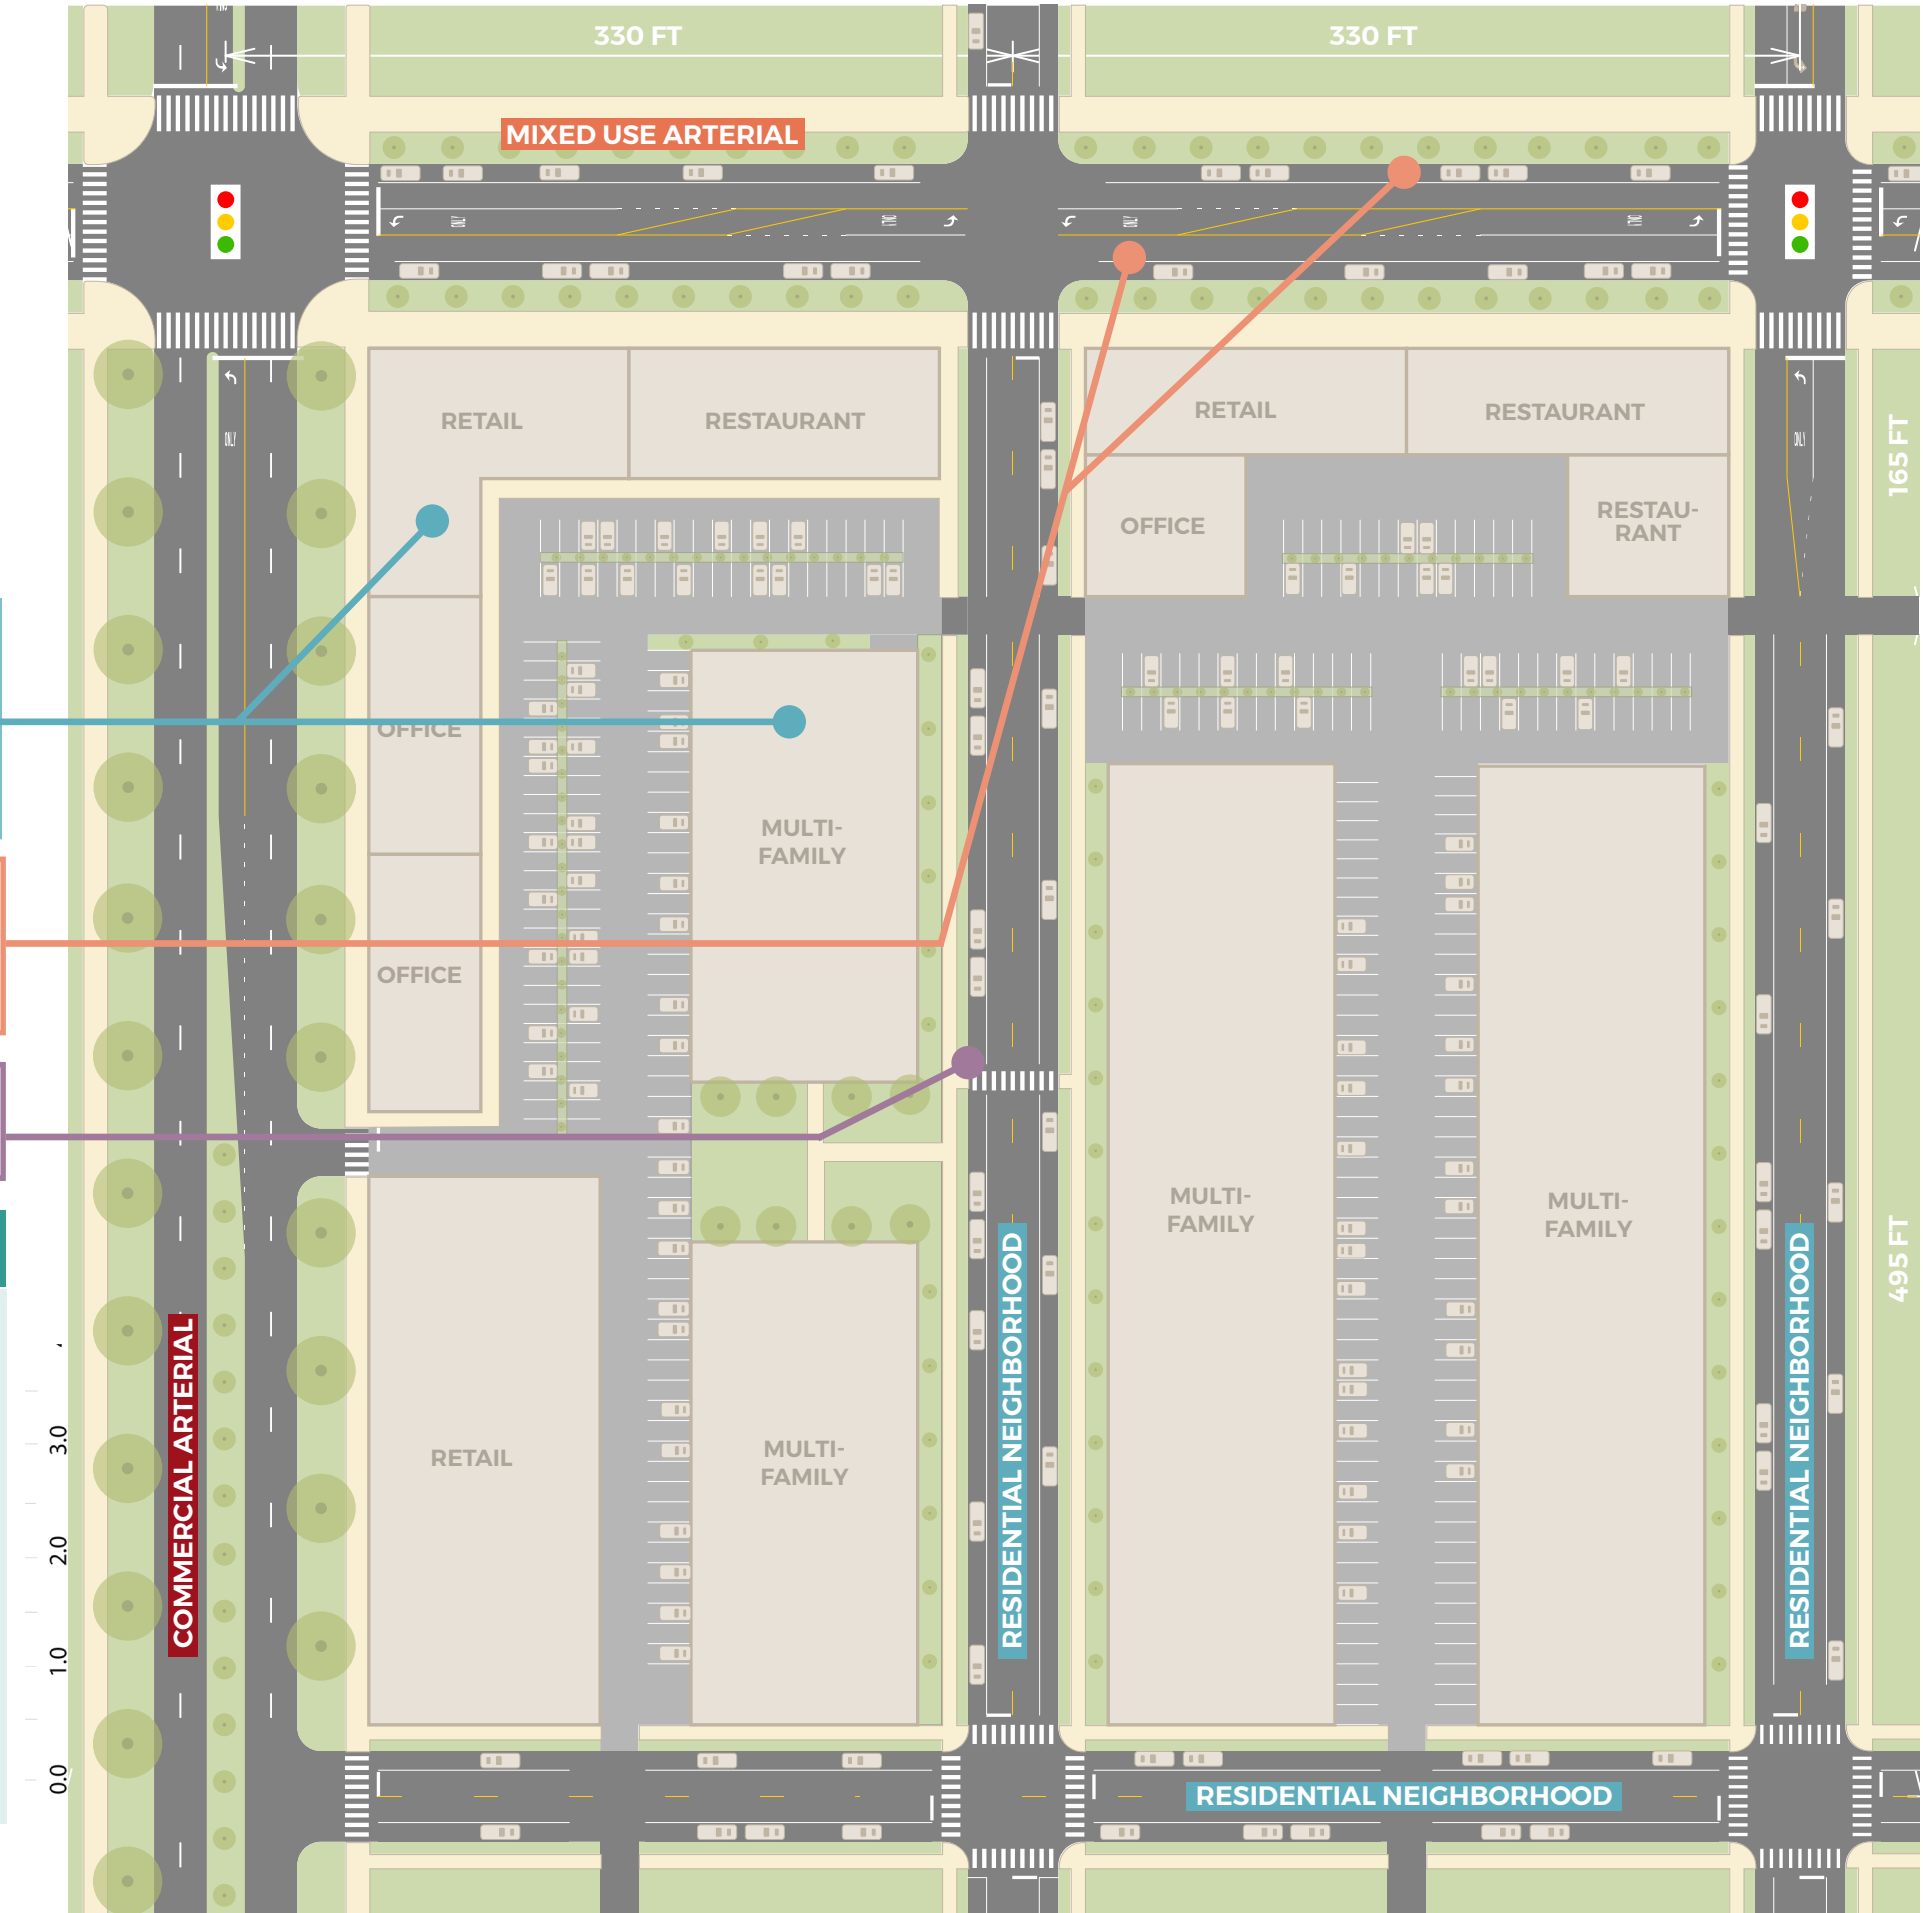 330 FT
330 FT
MIXED USE ARTERIAL
RETAIL
RESTAURANT
RETAIL
RESTAURANT
ONLY
ONLY
165 FT
OFFICE
RESTAU-
RANT
OFFICE
MULTI-
FAMILY
OFFICE
MULTI-
FAMILY
MULTI-
FAMILY
495 FT
COMMERCIAL ARTERIAL
RESIDENTIAL NEIGHBORHOOD
RESIDENTIAL NEIGHBORHOOD
RETAIL
MULTI-
FAMILY
3.0
2.0
1.0
0.0
RESIDENTIAL NEIGHBORHOOD